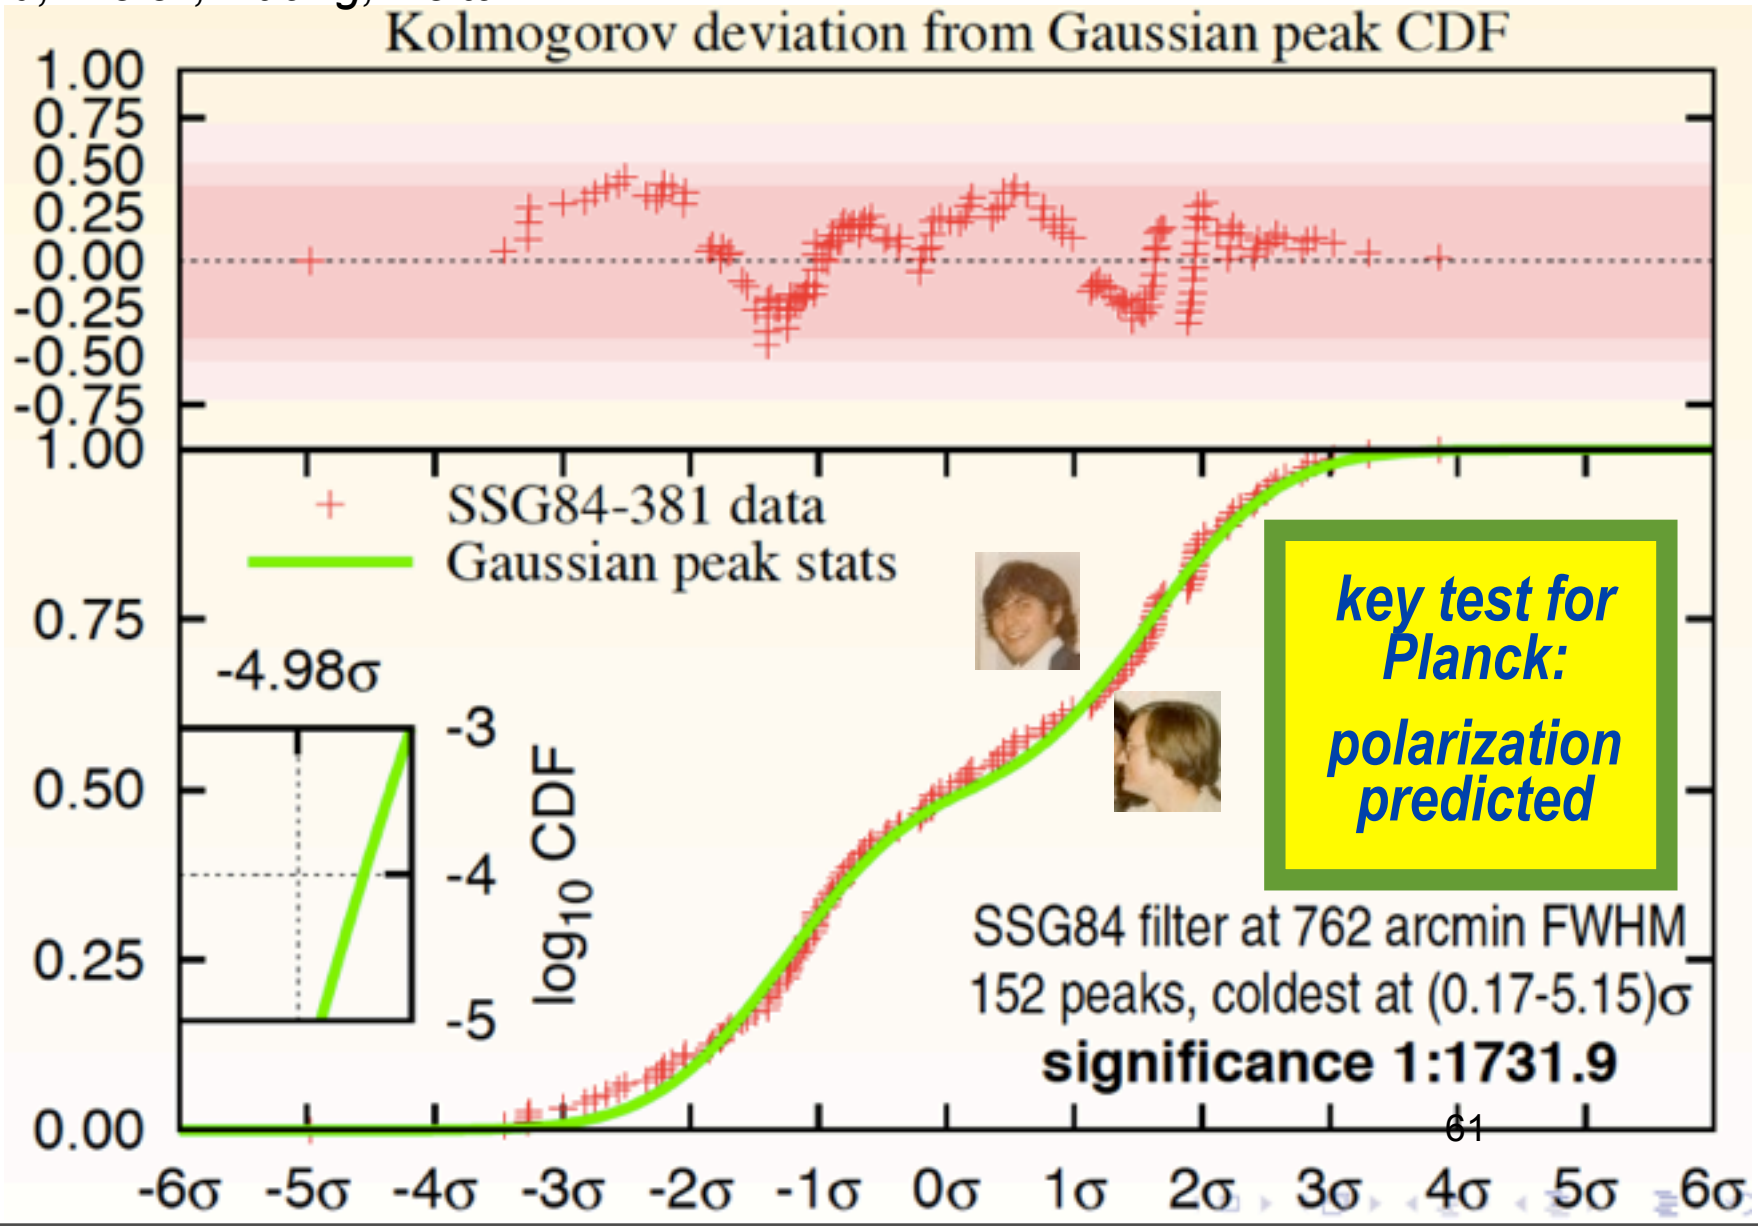 Kolmogorov deviation from Gaussian peak CDF
1.00
0.75
0.50
0.25
0.00
-0.25
-0.50
-0.75
1.00
SSG84-381 data
Gaussian peak stats
0.75
0.50
0.25
0.00
-4.98σ
-3
-4
-5
log10 CDF
key test for
Planck:
polarization
predicted
SSG84 filter at 762 arcmin FWHM
152 peaks, coldest at (0.17-5.15)σ
significance 1:1731.9
61
-6σ -5σ -4σ -3σ -2σ -1σ 0σ 1σ 2σ 3σ 4σ 5σ 6σ